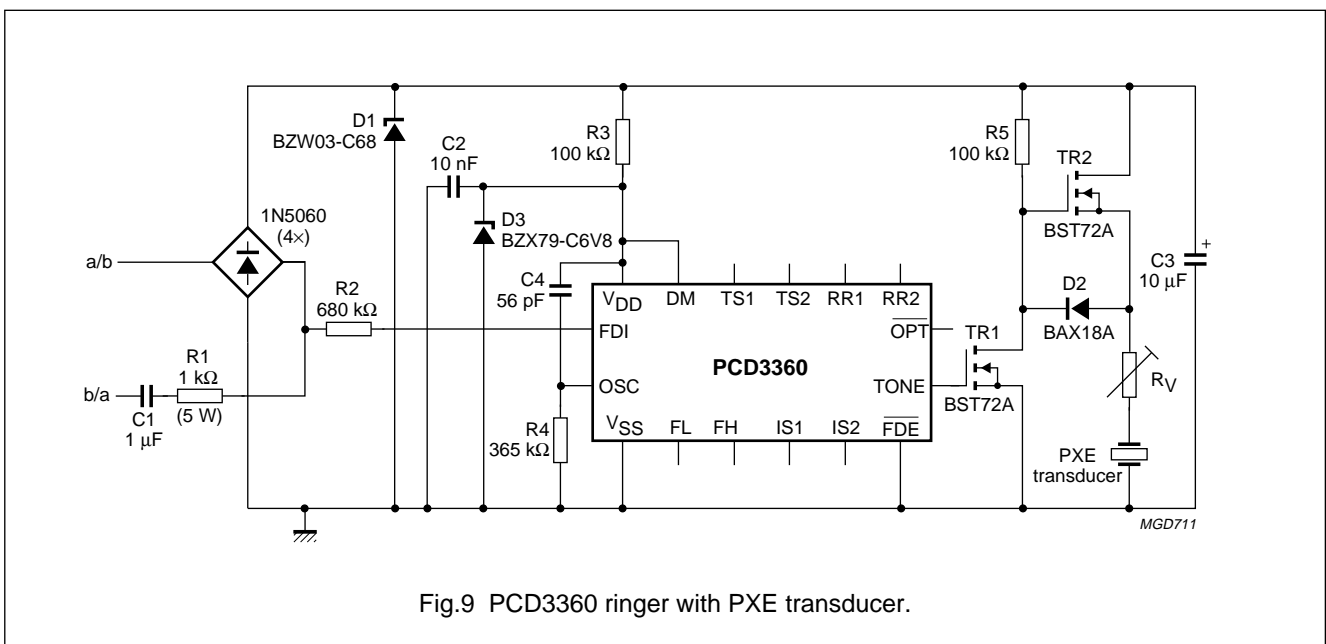 D1
BZW03-C68
C2
10 nF
R3
100 kΩ
R5
100 kΩ
TR2
BST72A
1N5060
(4×)
a/b
D3
BZX79-C6V8
C3
10 μF
+
C4
56 pF
VDD
DM
TS1
TS2
RR1
RR2
D2
BAX18A
R2
680 kΩ
FDI
OPT
PCD3360
TR1
BST72A
RV
R1
1 kΩ
(5 W)
b/a
C1
1 μF
OSC
TONE
R4
365 kΩ
VSS
FL
FH
IS1
IS2
FDE
PXE
transducer
MGD711
Fig.9 PCD3360 ringer with PXE transducer.